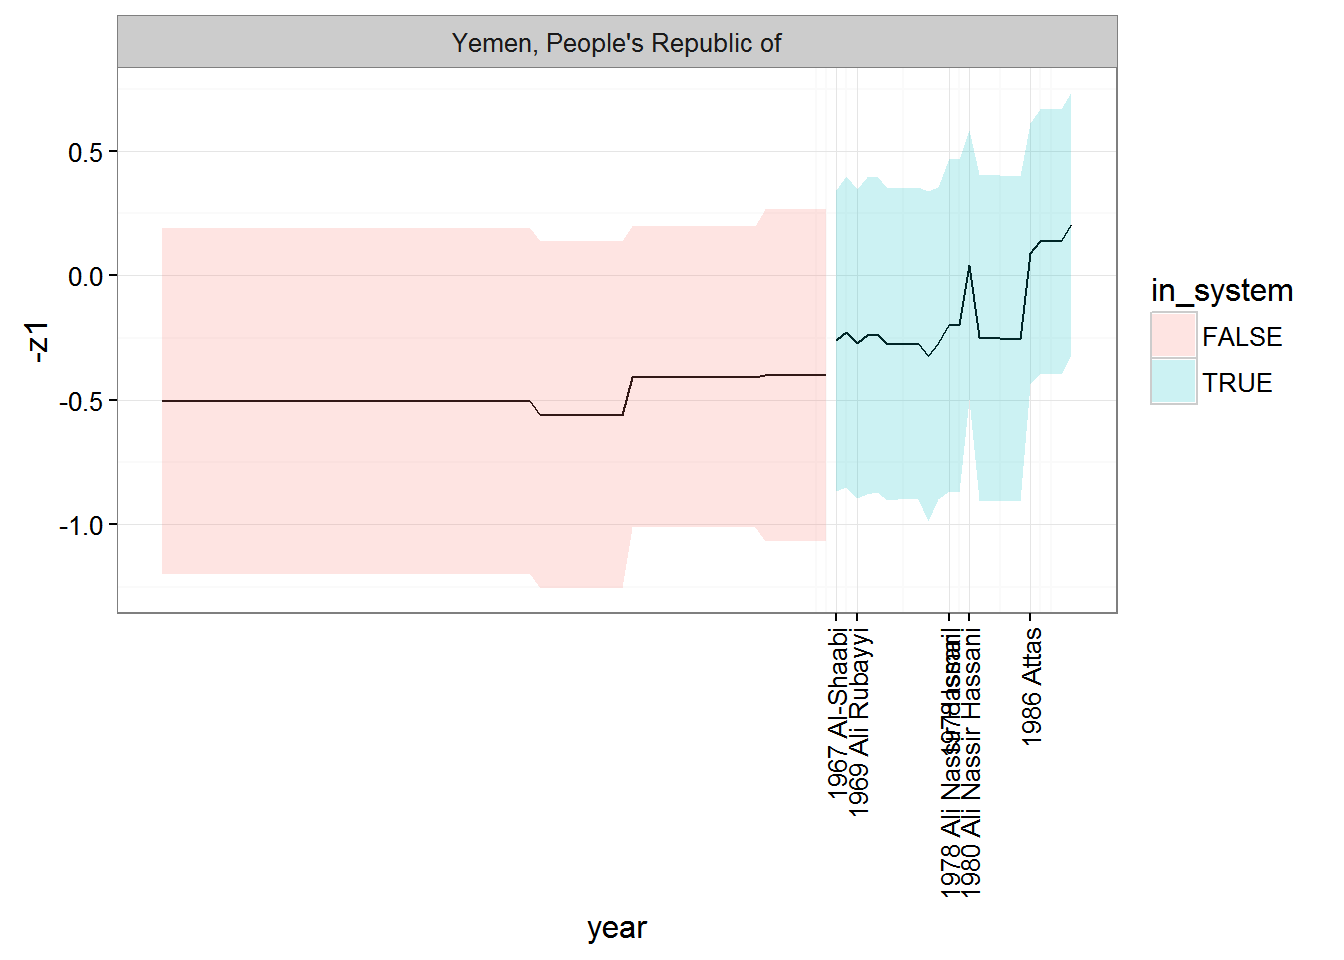 Yemen, People's Republic of
0.5
0.0
-0.5
-1.0
-z1
1967 Al-Shaabi
1969 Ali Rubayyi
1978 Ali Nassir Hassani
1980 Ali Nassir Hassani
1986 Attas
year
in_system
FALSE
TRUE